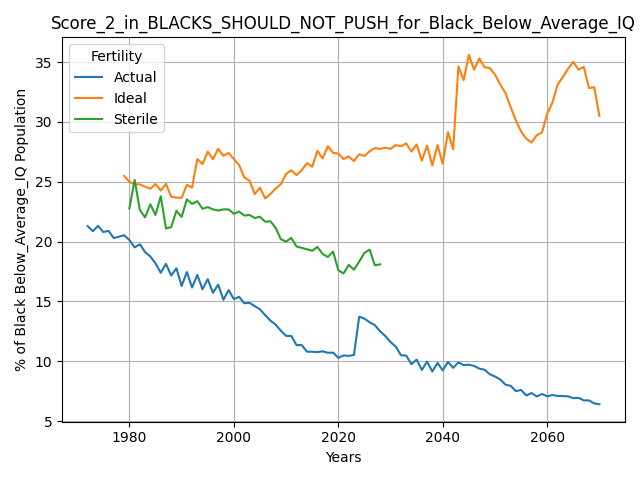 Score_2_in_BLACKS_SHOULD_NOT_PUSH_for_Black_Below_Average_IQ
Fertility
Actual
Ideal
Sterile
% of Black Below_Average_IQ Population
35
30
25
20
15
10
5
1980 2000 2020 2040 2060
Years